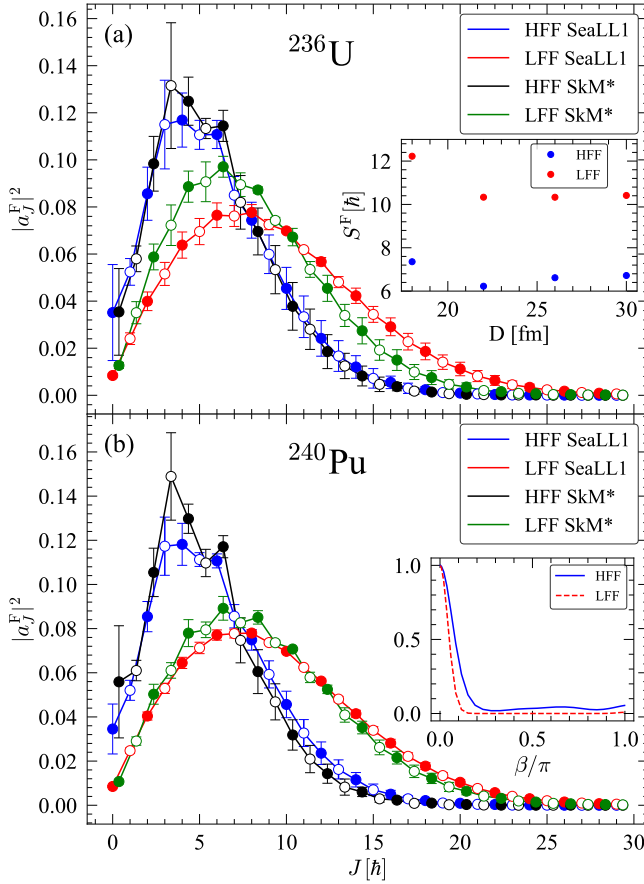 (a)
²³⁶U
HFF SeaLL1
LFF SeaLL1
HFF SkM*
LFF SkM*
0.16
0.14
0.12
0.10
0.08
0.06
0.04
0.02
0.00
|a_J^F|²
HFF
LFF
12
10
8
6
S^F[ħ]
20
25
30
D [fm]
(b)
²⁴⁰Pu
HFF SeaLL1
LFF SeaLL1
HFF SkM*
LFF SkM*
0.16
0.14
0.12
0.10
0.08
0.06
0.04
0.02
0.00
|a_J^F|²
HFF
LFF
1.0
0.5
0.0
0.0
0.5
1.0
β/π
0
5
10
15
20
25
30
J[ħ]